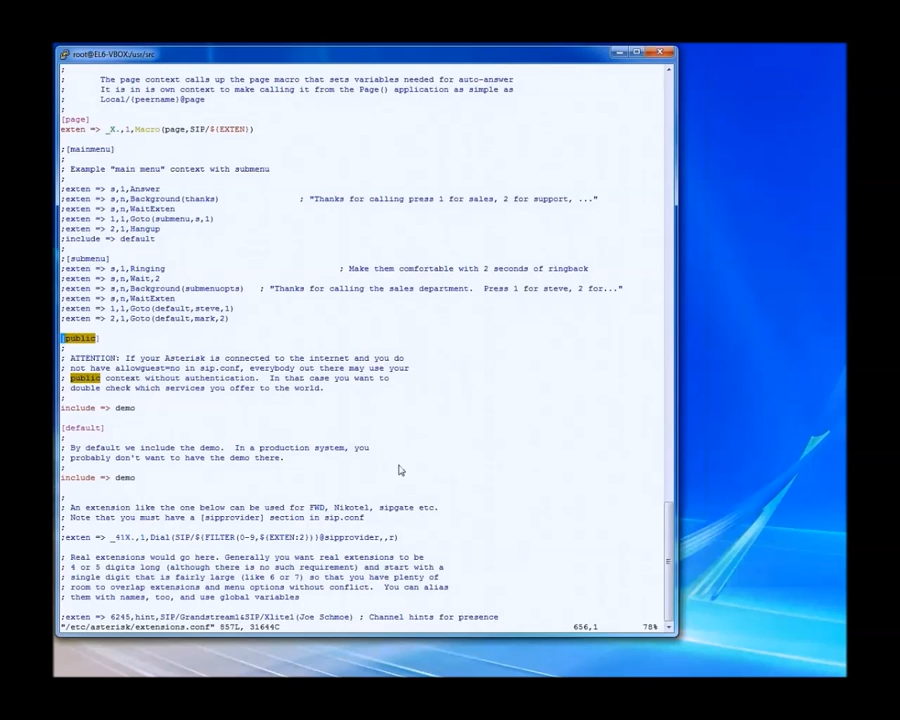 root@EL6-VBOX:/usr/src
;
;       The page context calls up the page macro that sets variables needed for auto-answer
;       It is in is own context to make calling it from the Page() application as simple as
;       Local/{peername}@page
;
[page]
exten => _X.,1,Macro(page,SIP/${EXTEN})
;[mainmenu]
;
; Example "main menu" context with submenu
;
;exten => s,1,Answer
;exten => s,n,Background(thanks)                ; "Thanks for calling press 1 for sales, 2 for support, ..."
;exten => s,n,WaitExten
;exten => 1,1,Goto(submenu,s,1)
;exten => 2,1,Hangup
;include => default
;
;[submenu]
;exten => s,1,Ringing                                   ; Make them comfortable with 2 seconds of ringback
;exten => s,n,Wait,2
;exten => s,n,Background(submenuopts)   ; "Thanks for calling the sales department.  Press 1 for steve, 2 for..."
;exten => s,n,WaitExten
;exten => 1,1,Goto(default,steve,1)
;exten => 2,1,Goto(default,mark,2)
[public]
;
; ATTENTION: If your Asterisk is connected to the internet and you do
; not have allowguest=no in sip.conf, everybody out there may use your
; public context without authentication.  In that case you want to
; double check which services you offer to the world.
;
include => demo
[default]
;
; By default we include the demo.  In a production system, you
; probably don't want to have the demo there.
;
include => demo
;
; An extension like the one below can be used for FWD, Nikotel, sipgate etc.
; Note that you must have a [sipprovider] section in sip.conf
;
;exten => _41X.,1,Dial(SIP/${FILTER(0-9,${EXTEN:2})}@sipprovider,,r)
; Real extensions would go here. Generally you want real extensions to be
; 4 or 5 digits long (although there is no such requirement) and start with a
; single digit that is fairly large (like 6 or 7) so that you have plenty of
; room to overlap extensions and menu options without conflict.  You can alias
; them with names, too, and use global variables
;exten => 6245,hint,SIP/Grandstream1&SIP/Xlite1(Joe Schmoe) ; Channel hints for presence
"/etc/asterisk/extensions.conf" 857L, 31644C                                  656,1         78%